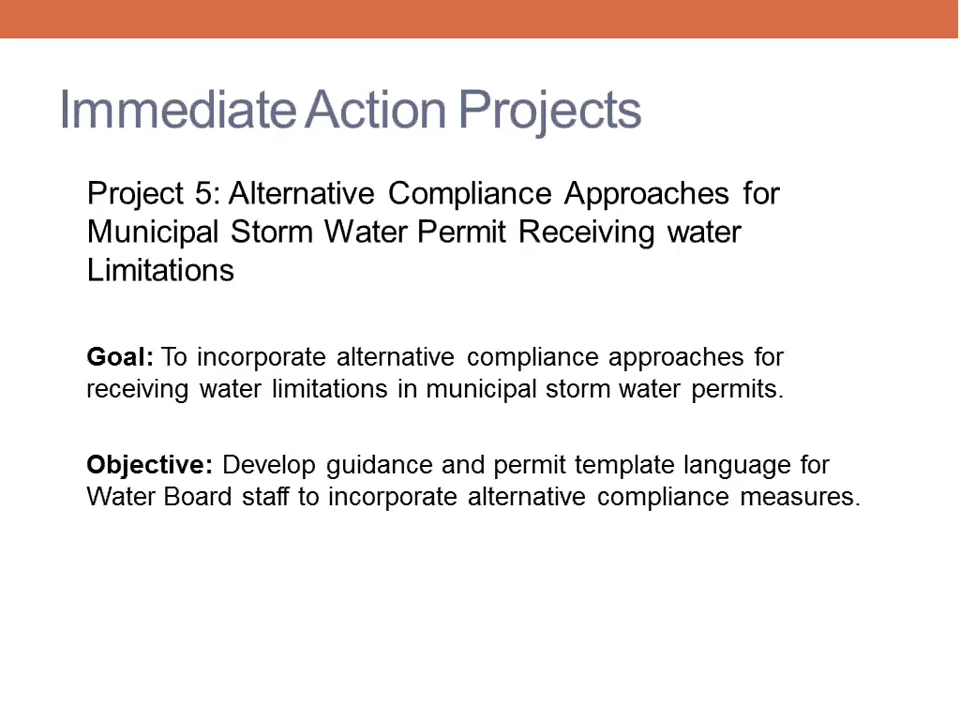 Immediate Action Projects
Project 5: Alternative Compliance Approaches for
Municipal Storm Water Permit Receiving water
Limitations
Goal: To incorporate alternative compliance approaches for
receiving water limitations in municipal storm water permits.
Objective: Develop guidance and permit template language for
Water Board staff to incorporate alternative compliance measures.